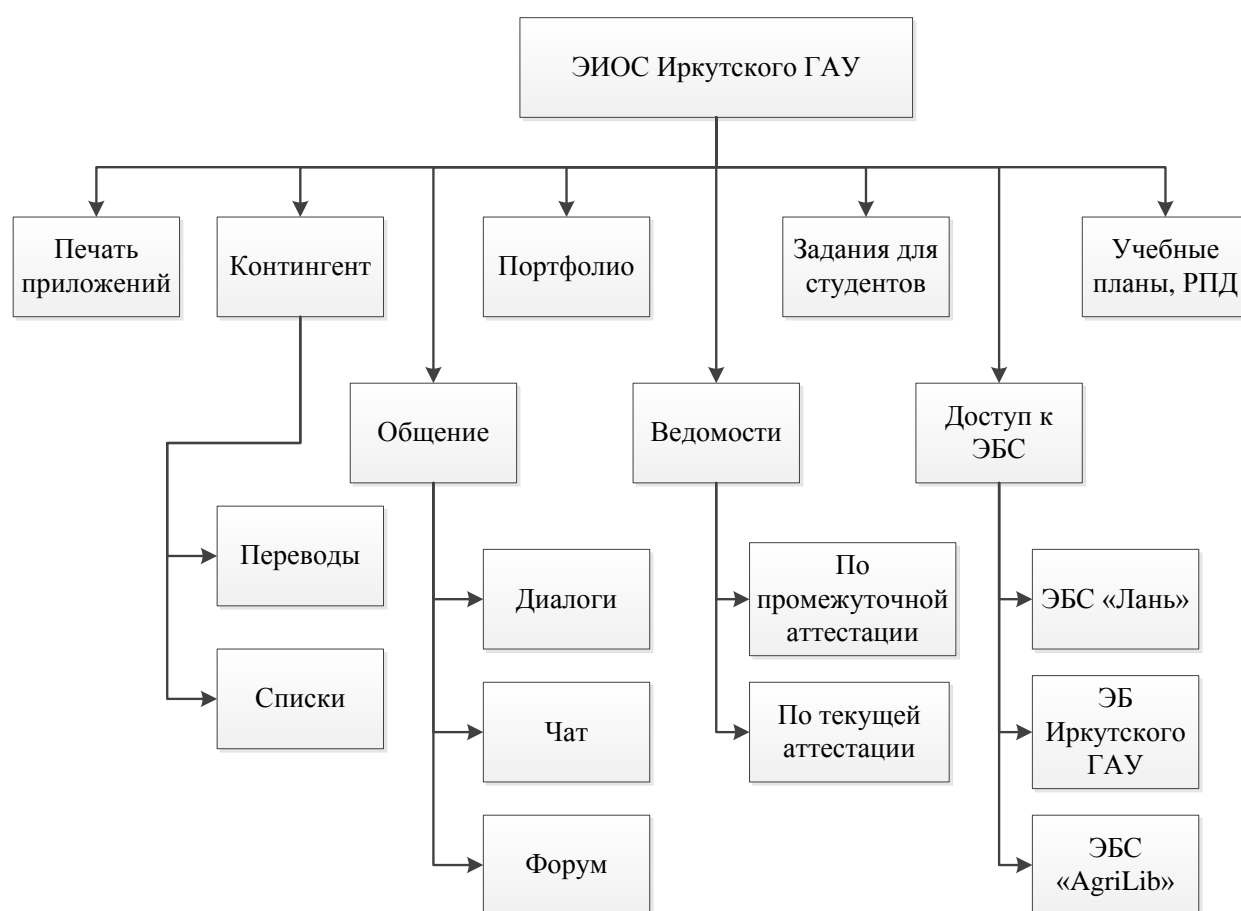 ЭИОС Иркутского ГАУ
Печать
приложений
Контингент
Портфолио
Задания для
студентов
Учебные
планы, РПД
Общение
Ведомости
Доступ к
ЭБС
Переводы
Списки
Диалоги
Чат
Форум
По
промежуточной
аттестации
По текущей
аттестации
ЭБС «Лань»
ЭБ
Иркутского
ГАУ
ЭБС
«AgriLib»